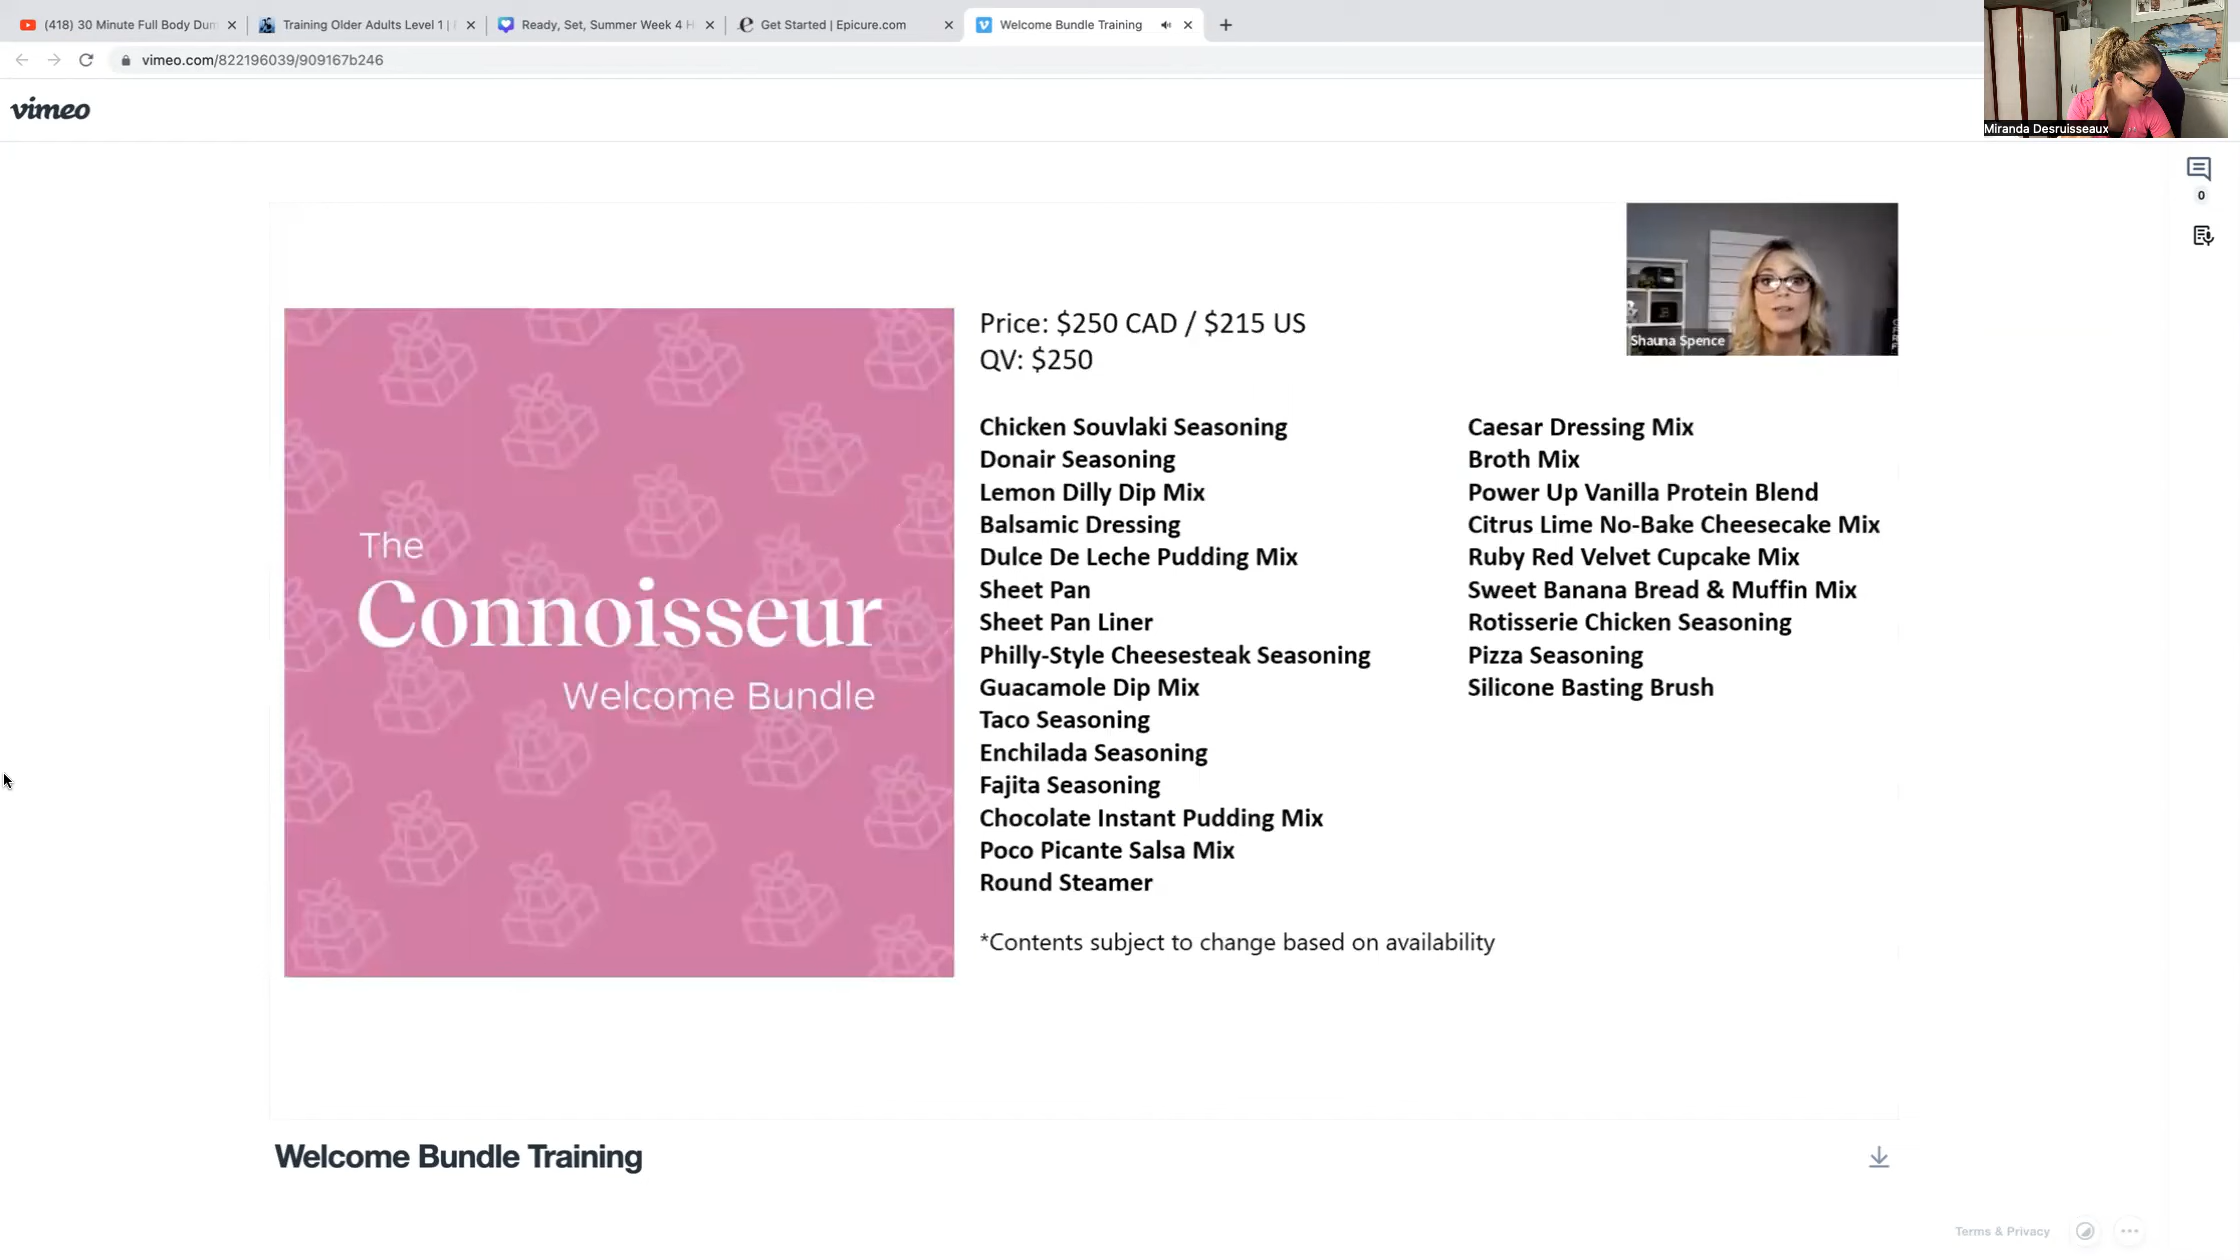 (418) 30 Minute Full Body Dum
Training Older Adults Level 1 |
Ready, Set, Summer Week 4 H
Get Started | Epicure.com
Welcome Bundle Training
vimeo.com/822196039/909167b246
Miranda Desruisseaux
vimeo
0
Shauna Spence
The
Connoisseur
Welcome Bundle
Price: $250 CAD / $215 US
QV: $250
Chicken Souvlaki Seasoning
Donair Seasoning
Lemon Dilly Dip Mix
Balsamic Dressing
Dulce De Leche Pudding Mix
Sheet Pan
Sheet Pan Liner
Philly-Style Cheesesteak Seasoning
Guacamole Dip Mix
Taco Seasoning
Enchilada Seasoning
Fajita Seasoning
Chocolate Instant Pudding Mix
Poco Picante Salsa Mix
Round Steamer
Caesar Dressing Mix
Broth Mix
Power Up Vanilla Protein Blend
Citrus Lime No-Bake Cheesecake Mix
Ruby Red Velvet Cupcake Mix
Sweet Banana Bread & Muffin Mix
Rotisserie Chicken Seasoning
Pizza Seasoning
Silicone Basting Brush
*Contents subject to change based on availability
Welcome Bundle Training
Terms & Privacy